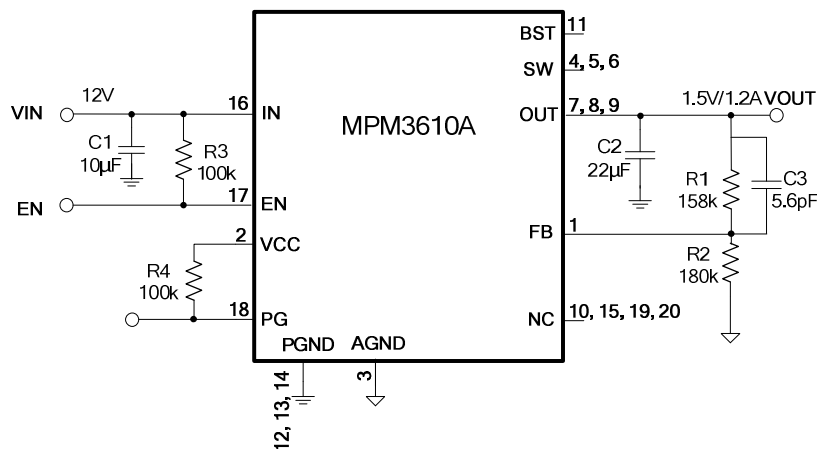 BST
11
SW
4, 5, 6
VIN
12V
16
IN
MPM3610A
OUT
7, 8, 9
1.5V/1.2A VOUT
C1
10µF
R3
100k
C2
22µF
R1
158k
C3
5.6pF
EN
17
EN
FB
1
2
VCC
R4
100k
R2
180k
18
PG
NC
10, 15, 19, 20
PGND
AGND
12, 13, 14
3